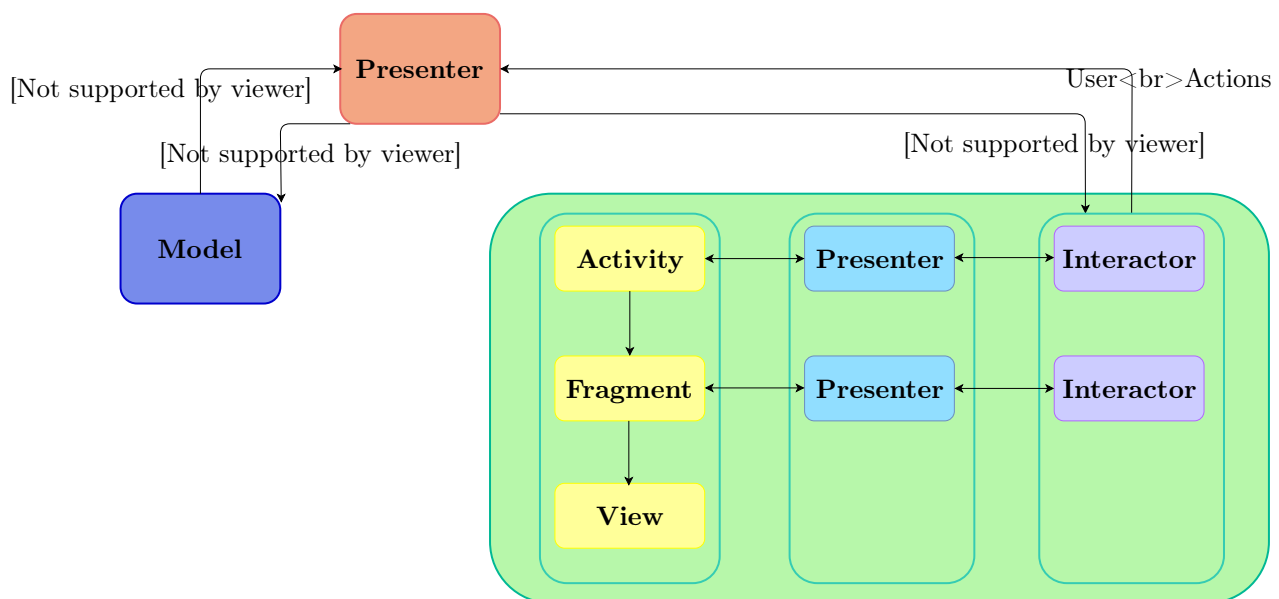 Presenter
[Not supported by viewer]
User<br>Actions
[Not supported by viewer]
[Not supported by viewer]
Model
Activity
Presenter
Interactor
Fragment
Presenter
Interactor
View